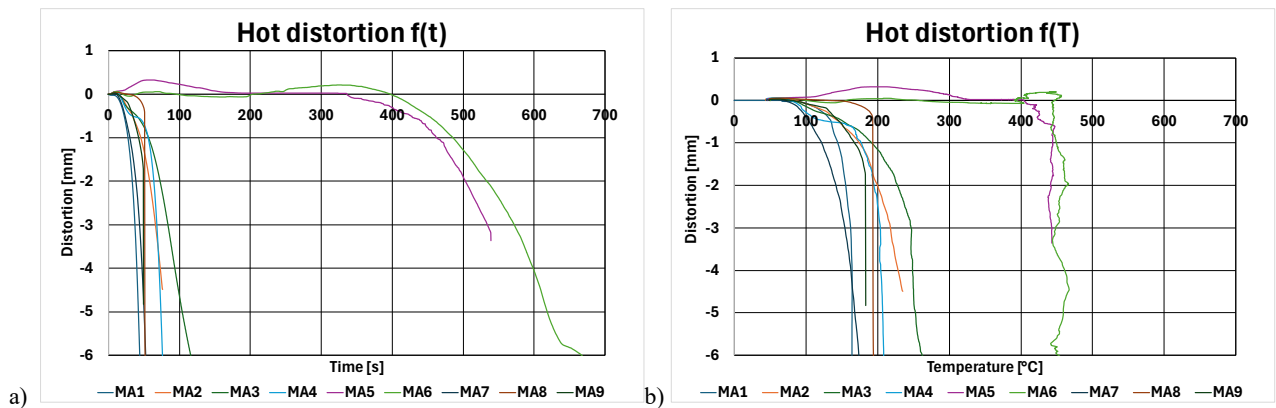 Hot distortion f(t)
1
0
-1
-2
-3
-4
-5
-6
0 100 200 300 400 500 600 700
Distortion [mm]
Time [s]
MA1 MA2 MA3 MA4 MA5 MA6 MA7 MA8 MA9
a)
Hot distortion f(T)
1
0
-1
-2
-3
-4
-5
-6
0 100 200 300 400 500 600 700
Distortion [mm]
Temperature [°C]
MA1 MA2 MA3 MA4 MA5 MA6 MA7 MA8 MA9
b)